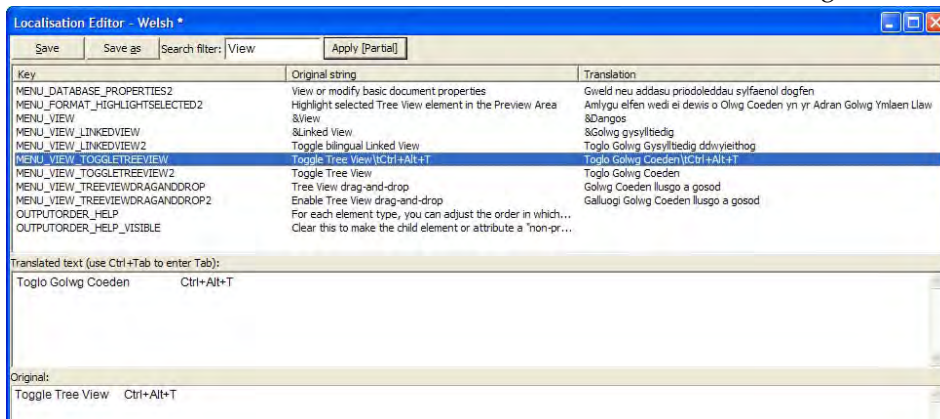 Localisation Editor - Welsh *
Save Save as Search filter: View Apply [Partial]
Key Original string Translation
MENU_DATABASE_PROPERTIES2 View or modify basic document properties Gweld neu addasu priodoleddau sylfaenol dogfen
MENU_FORMAT_HIGHLIGHTSELECTED2 Highlight selected Tree View element in the Preview Area Amlygu elfen wedi ei dewis o Olwg Coeden yn yr Adran Golwg Ymlaen Llaw
MENU_VIEW &View &Dangos
MENU_VIEW_LINKEDVIEW &Linked View &Golwg gysylltiedig
MENU_VIEW_LINKEDVIEW2 Toggle bilingual Linked View Toglo Golwg Gysylltiedig ddwyieithog
MENU_VIEW_TOGGLETREEVIEW Toggle Tree View\tCtrl+Alt+T Toglo Golwg Coeden\tCtrl+Alt+T
MENU_VIEW_TOGGLETREEVIEW2 Toggle Tree View Toglo Golwg Coeden
MENU_VIEW_TREEVIEWDRAGANDDROP Tree View drag-and-drop Golwg Coeden llusgo a gosod
MENU_VIEW_TREEVIEWDRAGANDDROP2 Enable Tree View drag-and-drop Galluogi Golwg Coeden llusgo a gosod
OUTPUTORDER_HELP For each element type, you can adjust the order in which...
OUTPUTORDER_HELP_VISIBLE Clear this to make the child element or attribute a "non-pr...
Translated text (use Ctrl+Tab to enter Tab):
Toglo Golwg Coeden Ctrl+Alt+T
Original:
Toggle Tree View Ctrl+Alt+T